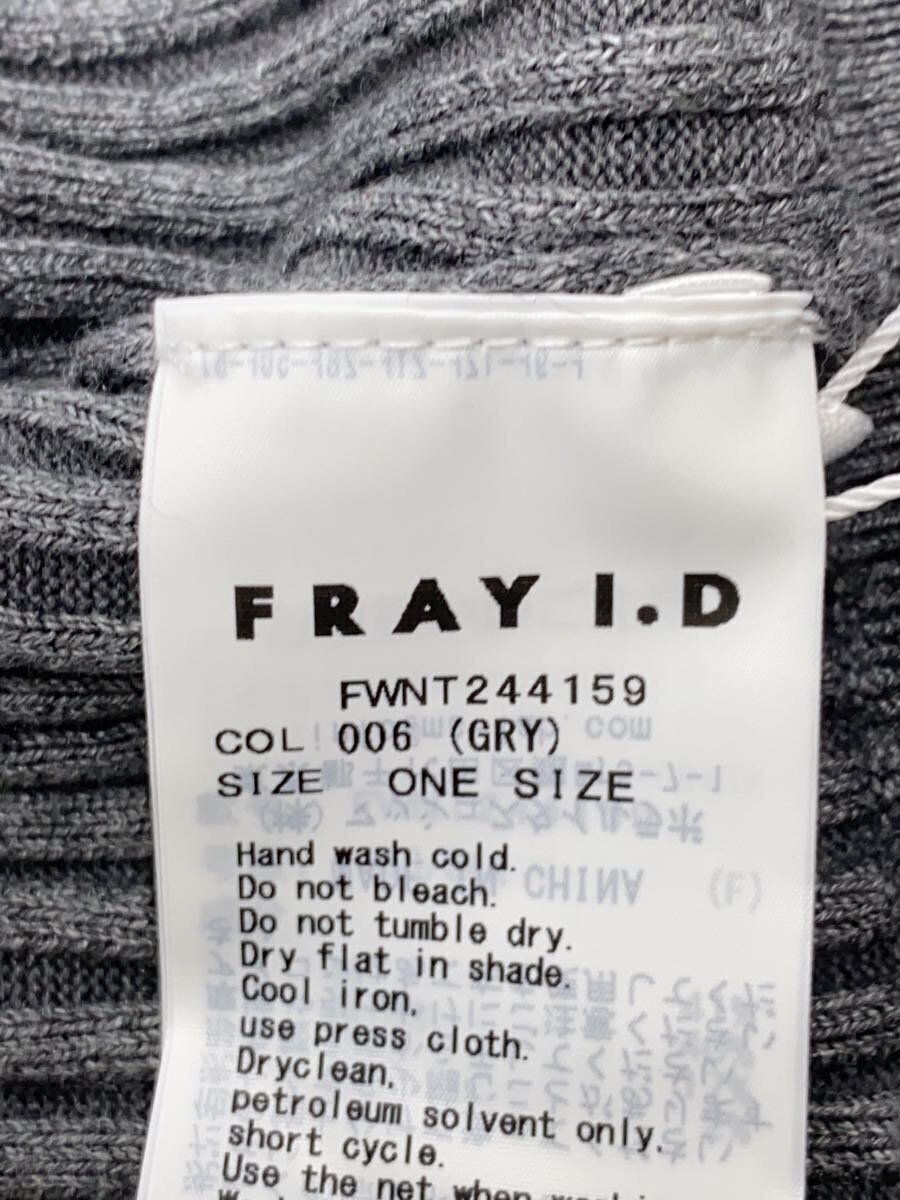 FRAY I.D
FWNT244159
COL 006 (GRY)
SIZE ONE SIZE
Hand wash cold.
Do not bleach.
Do not tumble dry.
Dry flat in shade.
Cool iron,
use press cloth.
Dryclean,
petroleum solvent only.
short cycle.
Use the net when